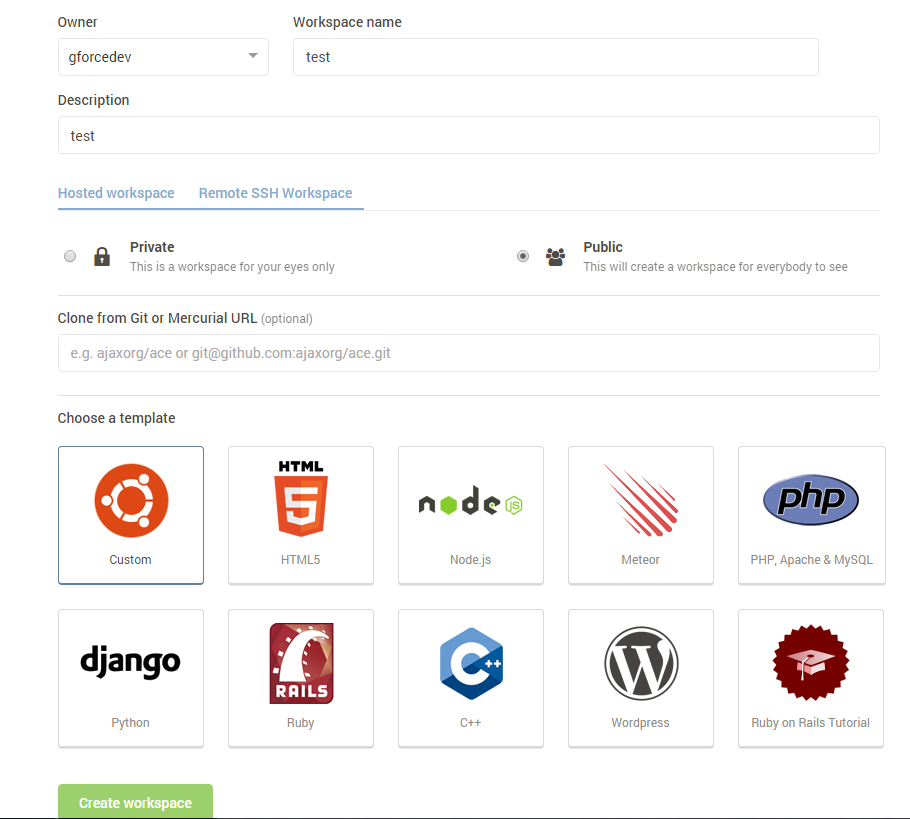 Owner
Workspace name
gforcedev
test
Description
test
Hosted workspace
Remote SSH Workspace
Private
This is a workspace for your eyes only
Public
This will create a workspace for everybody to see
Clone from Git or Mercurial URL (optional)
e.g. ajaxorg/ace or git@github.com:ajaxorg/ace.git
Choose a template
HTML
5
node
JS
php
Custom
HTML5
Node.js
Meteor
PHP, Apache & MySQL
django
RAILS
C++
W
Python
Ruby
C++
Wordpress
Ruby on Rails Tutorial
Create workspace